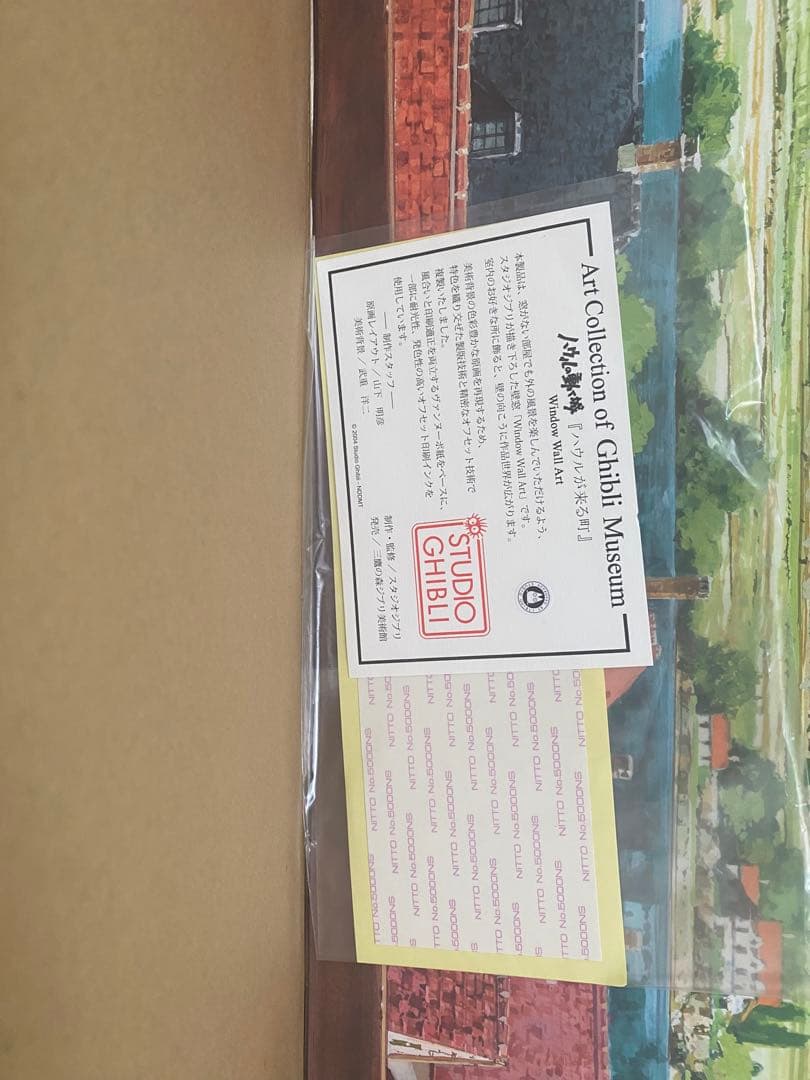 Art Collection of Ghibli Museum
ハウルの動く城
『ハウルが来る町』
Window Wall Art
本製品は、窓がない部屋でも外の風景を楽しんでいただけるよう、
スタジオジブリが描き下ろした壁窓「Window Wall Art」です。
室内のお好きな所に飾ると、壁の向こうに作品世界が広がります。
美術背景の色彩豊かな原画を再現するため、
特色を織り交ぜた製版技術と精密なオフセット技術で
複製いたしました。
風合いと印刷適正を両立するヴァンヌーボ紙をベースに、
一部に耐光性、発色性の高いオフセット印刷インクを
使用しています。
── 制作スタッフ ──
原画レイアウト／山下 明彦
美術背景／武重 洋二
制作・監修／スタジオジブリ
発売／三鷹の森ジブリ美術館
© 2004 Studio Ghibli・NDDMT
STUDIO
GHIBLI
NITTO No.5000NS